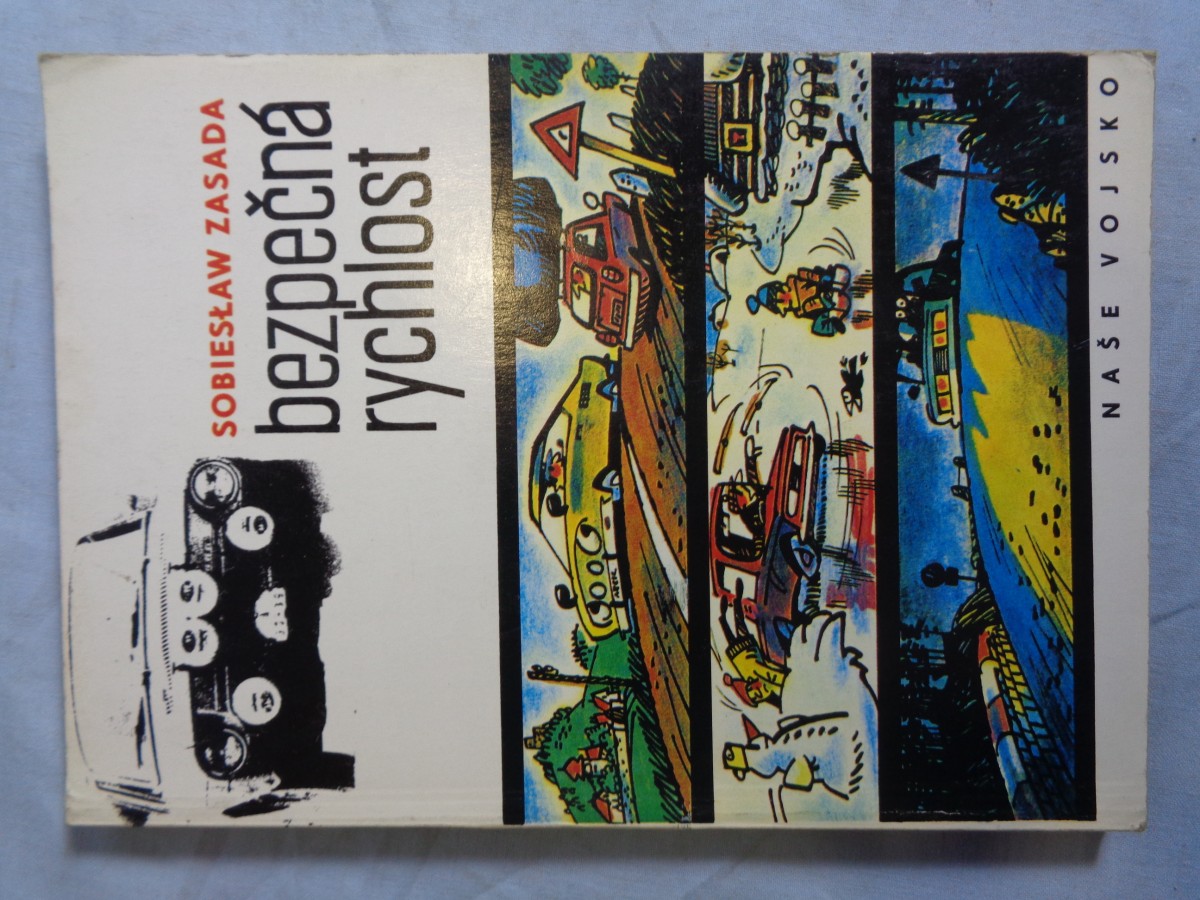 SOBIESŁAW ZASADA
bezpečná
rychlost
NAŠE VOJSKO